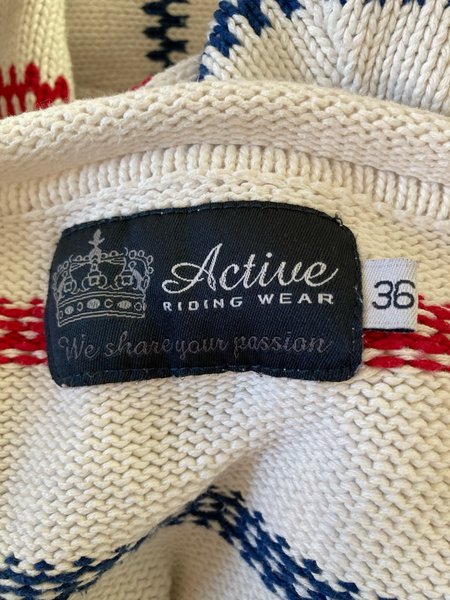 Active
RIDING WEAR
36
We share your passion